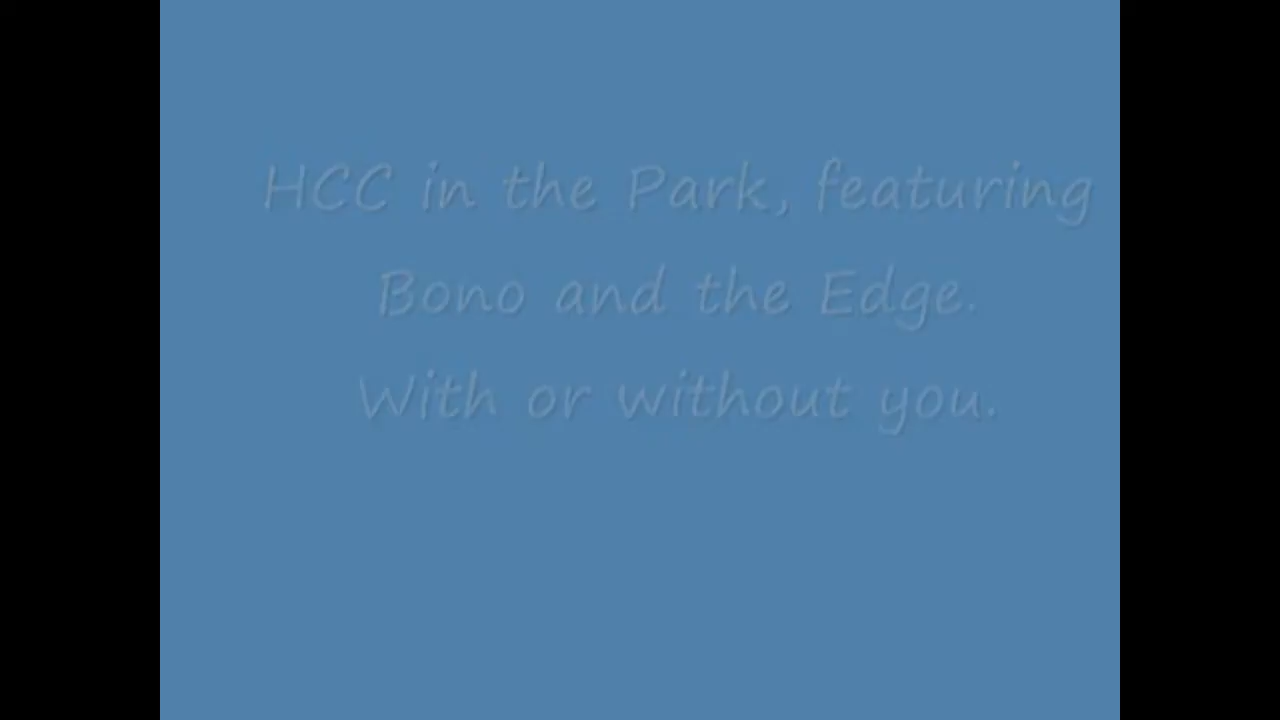 HCC in the Park, featuring
Bono and the Edge.
With or without you.